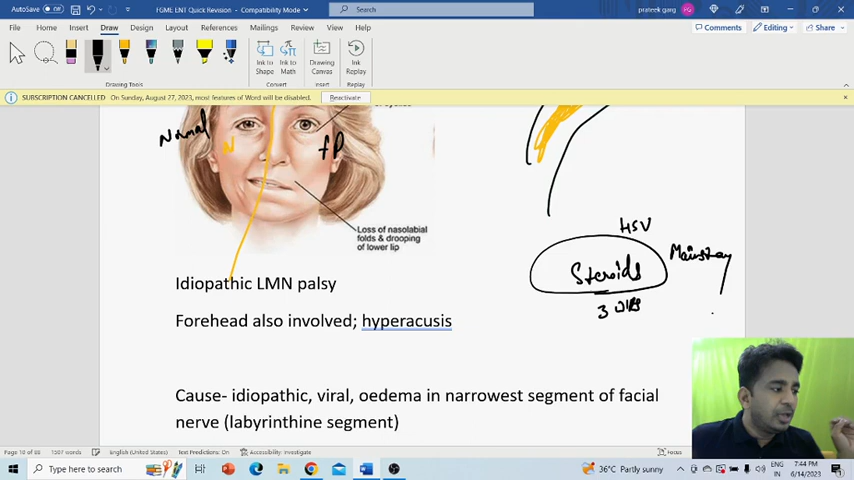 AutoSave Off FGME ENT Quick Revision - Compatibility Mode Search prateek garg PG
File Home Insert Draw Design Layout References Mailings Review View Help Comments Editing Share
Ink to Shape Ink to Math Drawing Canvas Ink Replay
Drawing Tools Convert Insert Replay
SUBSCRIPTION CANCELLED On Sunday, August 27, 2023, most features of Word will be disabled. Reactivate
Normal N fP
Loss of nasolabial
folds & drooping
of lower lip
HSV
Steroids Mainstay
3 wks
Idiopathic LMN palsy
Forehead also involved; hyperacusis
Cause- idiopathic, viral, oedema in narrowest segment of facial
nerve (labyrinthine segment)
Page 10 of 88 1587 words English (United States) Text Predictions: On Accessibility: Investigate Focus
Type here to search 36°C Partly sunny ENG IN 7:44 PM 6/14/2023